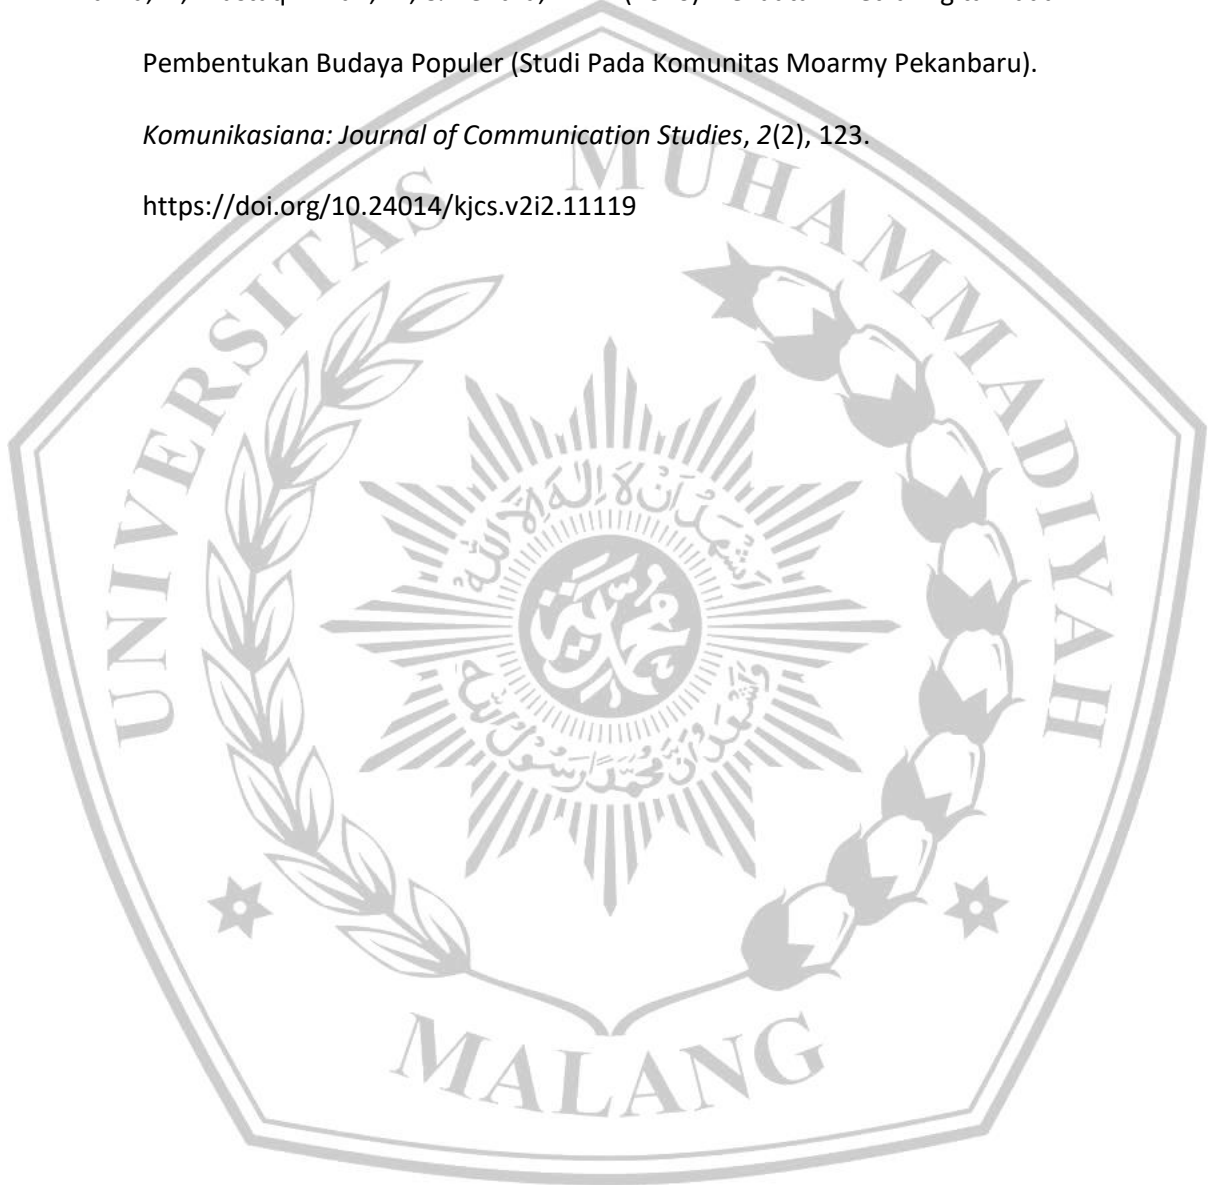 Pembentukan Budaya Populer (Studi Pada Komunitas Moarmy Pekanbaru).
Komunikasiana: Journal of Communication Studies, 2(2), 123.
https://doi.org/10.24014/kjcs.v2i2.11119
UNIVERSITAS MUHAMMADIYAH
MALANG